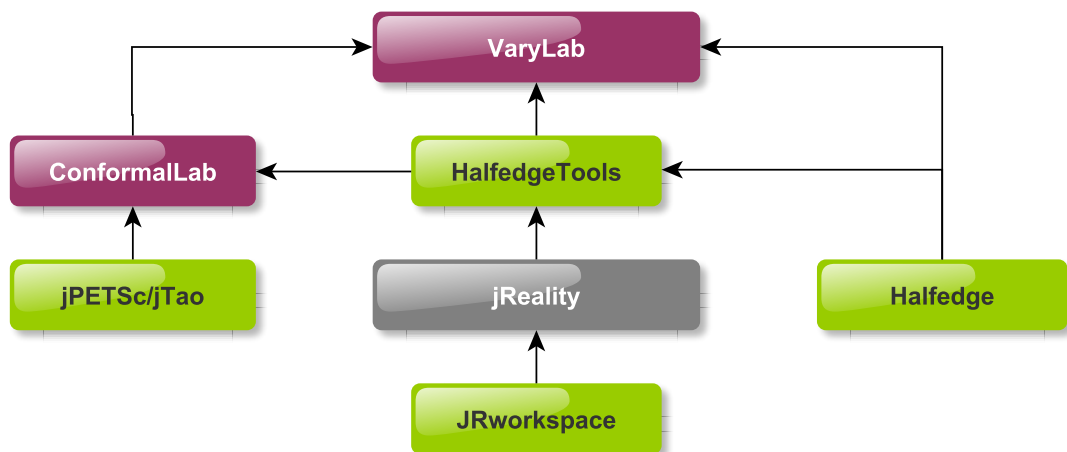 VaryLab
ConformalLab
HalfedgeTools
jPETSc/jTao
jReality
Halfedge
JRworkspace